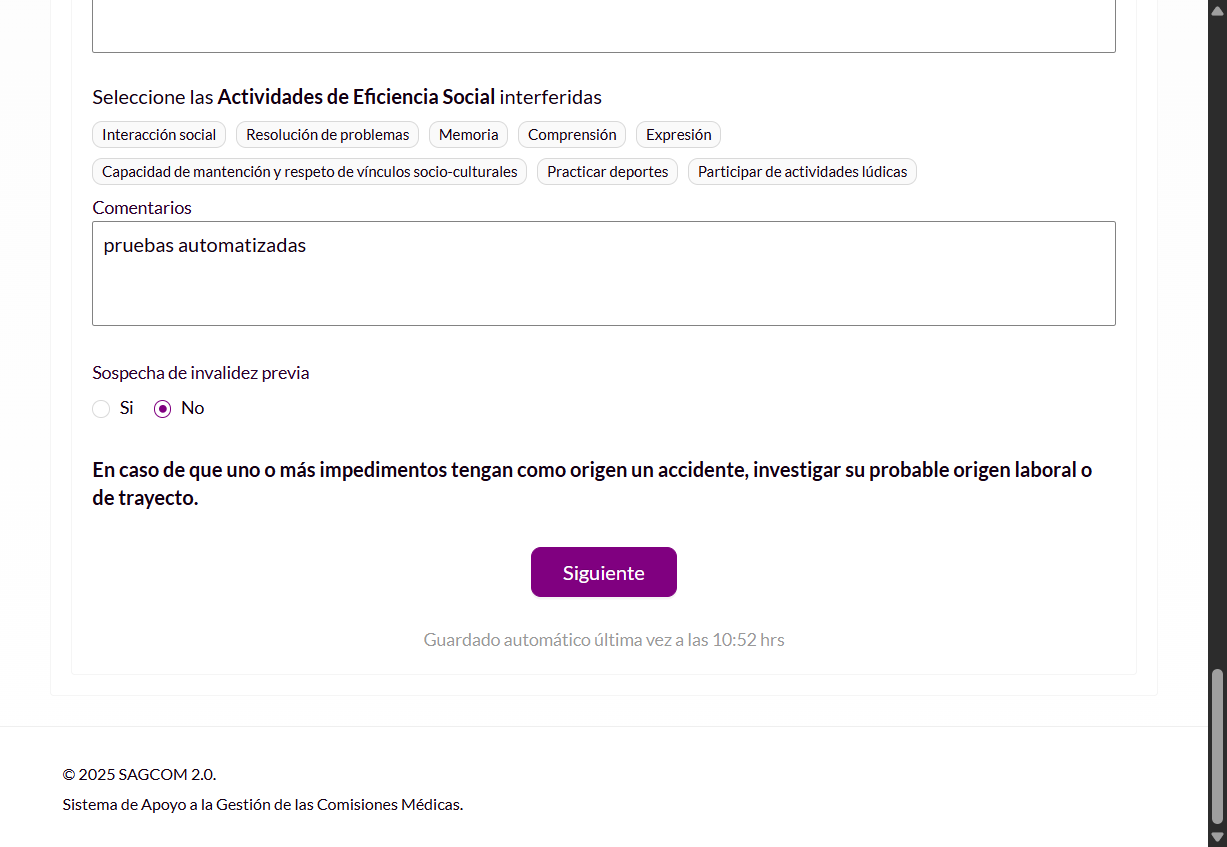 Seleccione las Actividades de Eficiencia Social interferidas
Interacción social Resolución de problemas Memoria Comprensión Expresión
Capacidad de mantención y respeto de vínculos socio-culturales Practicar deportes Participar de actividades lúdicas
Comentarios
pruebas automatizadas
Sospecha de invalidez previa
Si No
En caso de que uno o más impedimentos tengan como origen un accidente, investigar su probable origen laboral o
de trayecto.
Siguiente
Guardado automático última vez a las 10:52 hrs
© 2025 SAGCOM 2.0.
Sistema de Apoyo a la Gestión de las Comisiones Médicas.